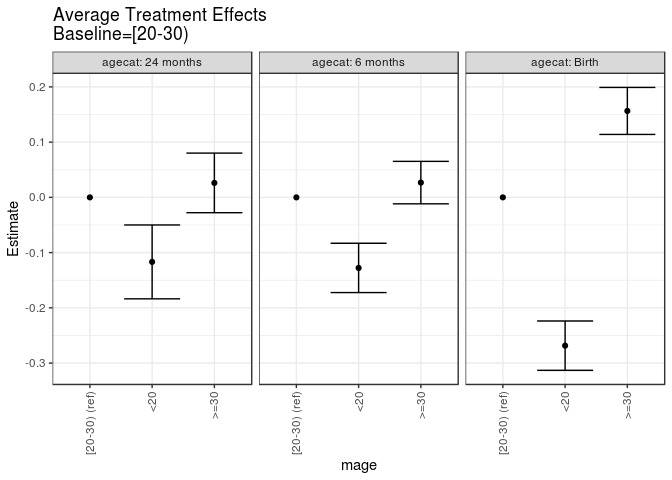 Average Treatment Effects
Baseline=[20-30)
agecat: 24 months
agecat: 6 months
agecat: Birth
Estimate
0.2
0.1
0.0
-0.1
-0.2
-0.3
[20-30) (ref)
<20
>=30
[20-30) (ref)
<20
>=30
[20-30) (ref)
<20
>=30
mage